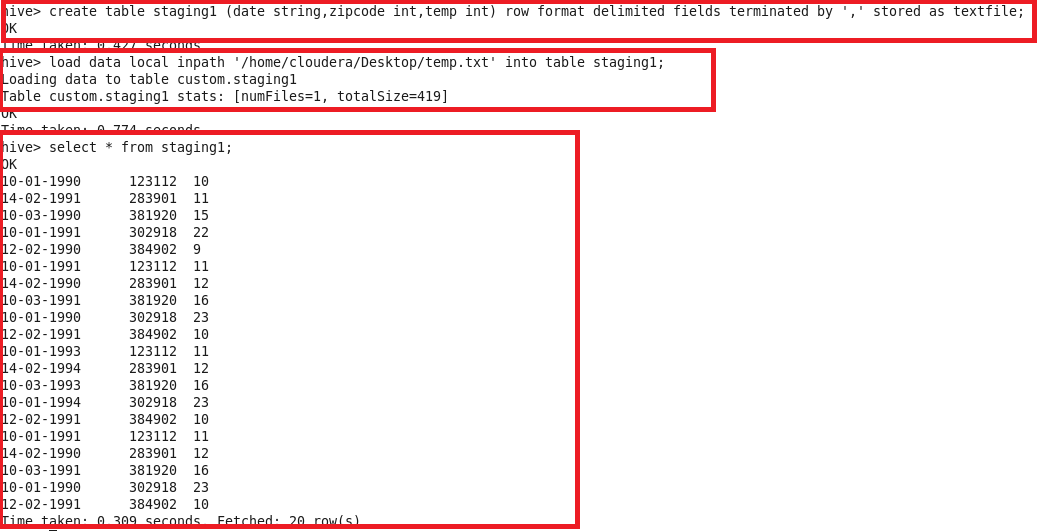 hive> create table staging1 (date string,zipcode int,temp int) row format delimited fields terminated by ',' stored as textfile;
OK
Time taken: 0.427 seconds
hive> load data local inpath '/home/cloudera/Desktop/temp.txt' into table staging1;
Loading data to table custom.staging1
Table custom.staging1 stats: [numFiles=1, totalSize=419]
OK
Time taken: 0.774 seconds
hive> select * from staging1;
OK
10-01-1990 123112 10
14-02-1991 283901 11
10-03-1990 381920 15
10-01-1991 302918 22
12-02-1990 384902 9
10-01-1991 123112 11
14-02-1990 283901 12
10-03-1991 381920 16
10-01-1990 302918 23
12-02-1991 384902 10
10-01-1993 123112 11
14-02-1994 283901 12
10-03-1993 381920 16
10-01-1994 302918 23
12-02-1991 384902 10
10-01-1991 123112 11
14-02-1990 283901 12
10-03-1991 381920 16
10-01-1990 302918 23
12-02-1991 384902 10
Time taken: 0.309 seconds, Fetched: 20 row(s)